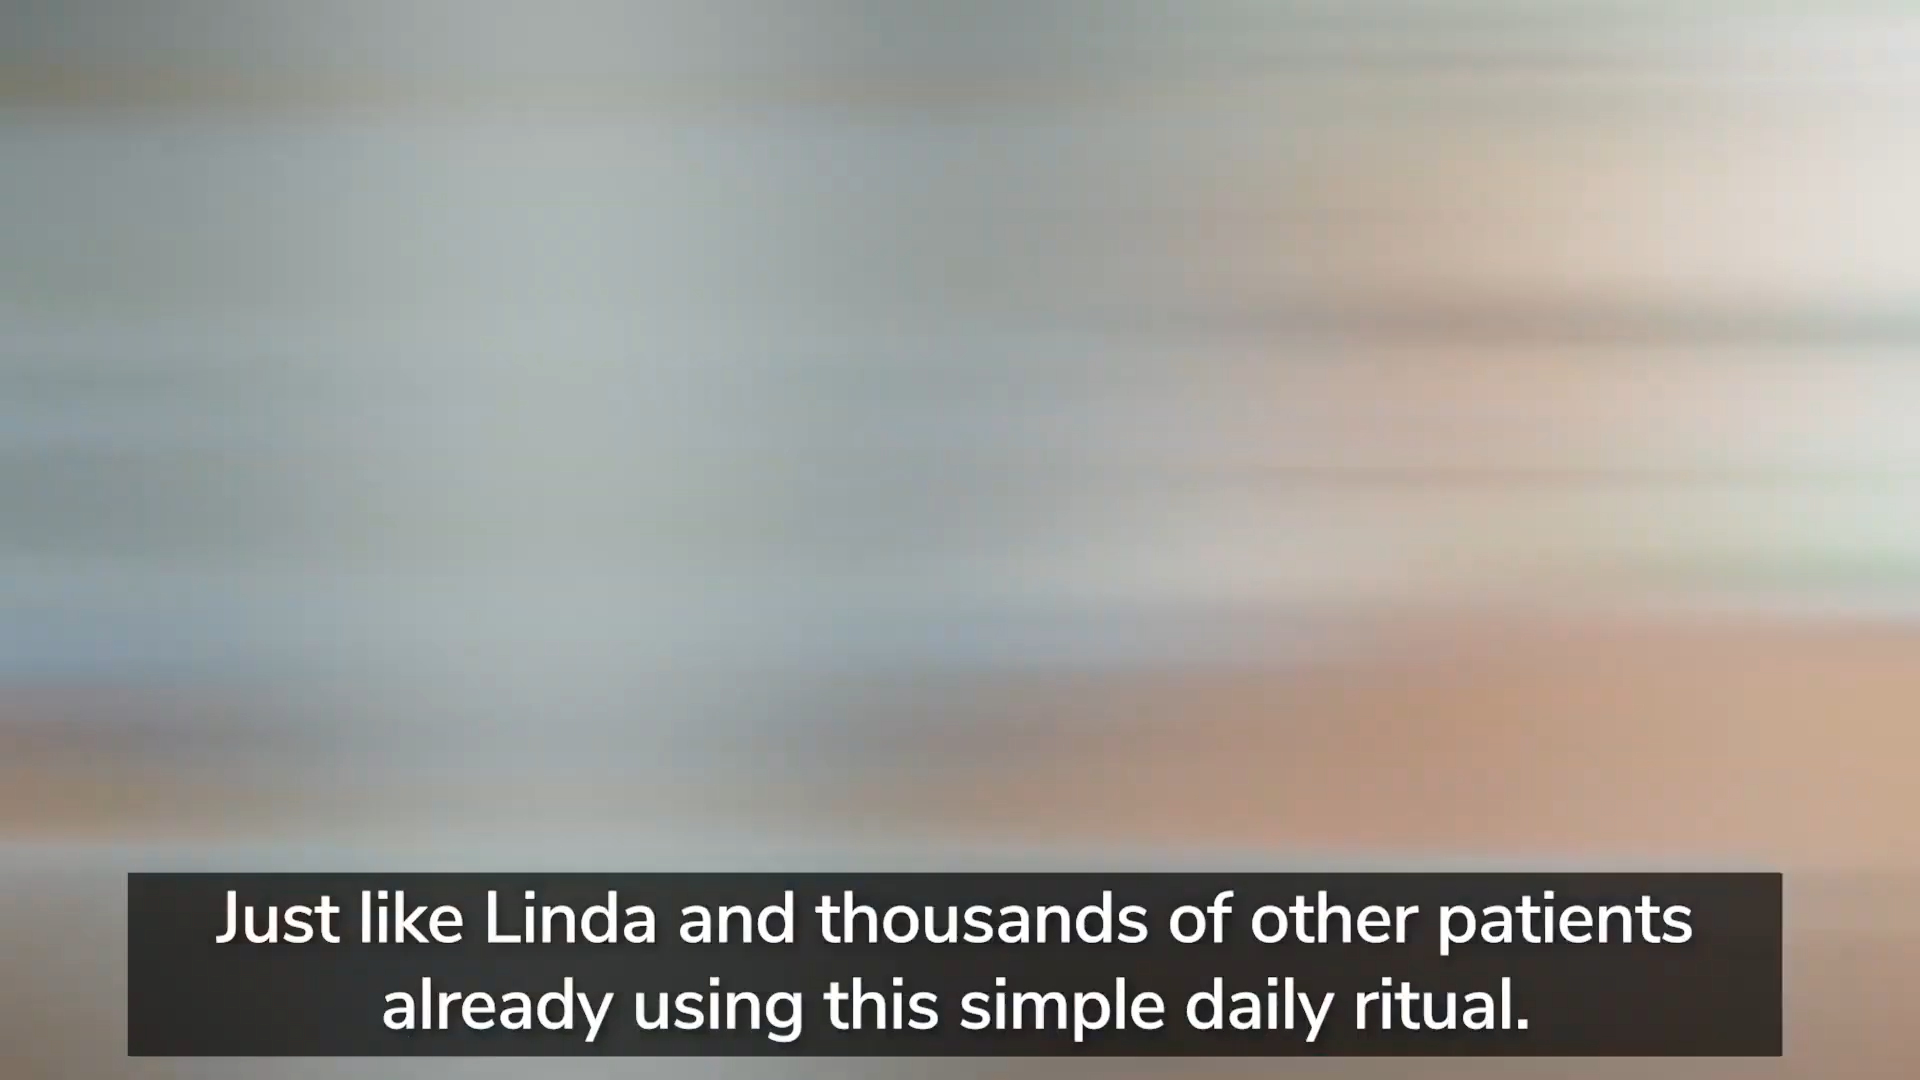 Just like Linda and thousands of other patients
already using this simple daily ritual.